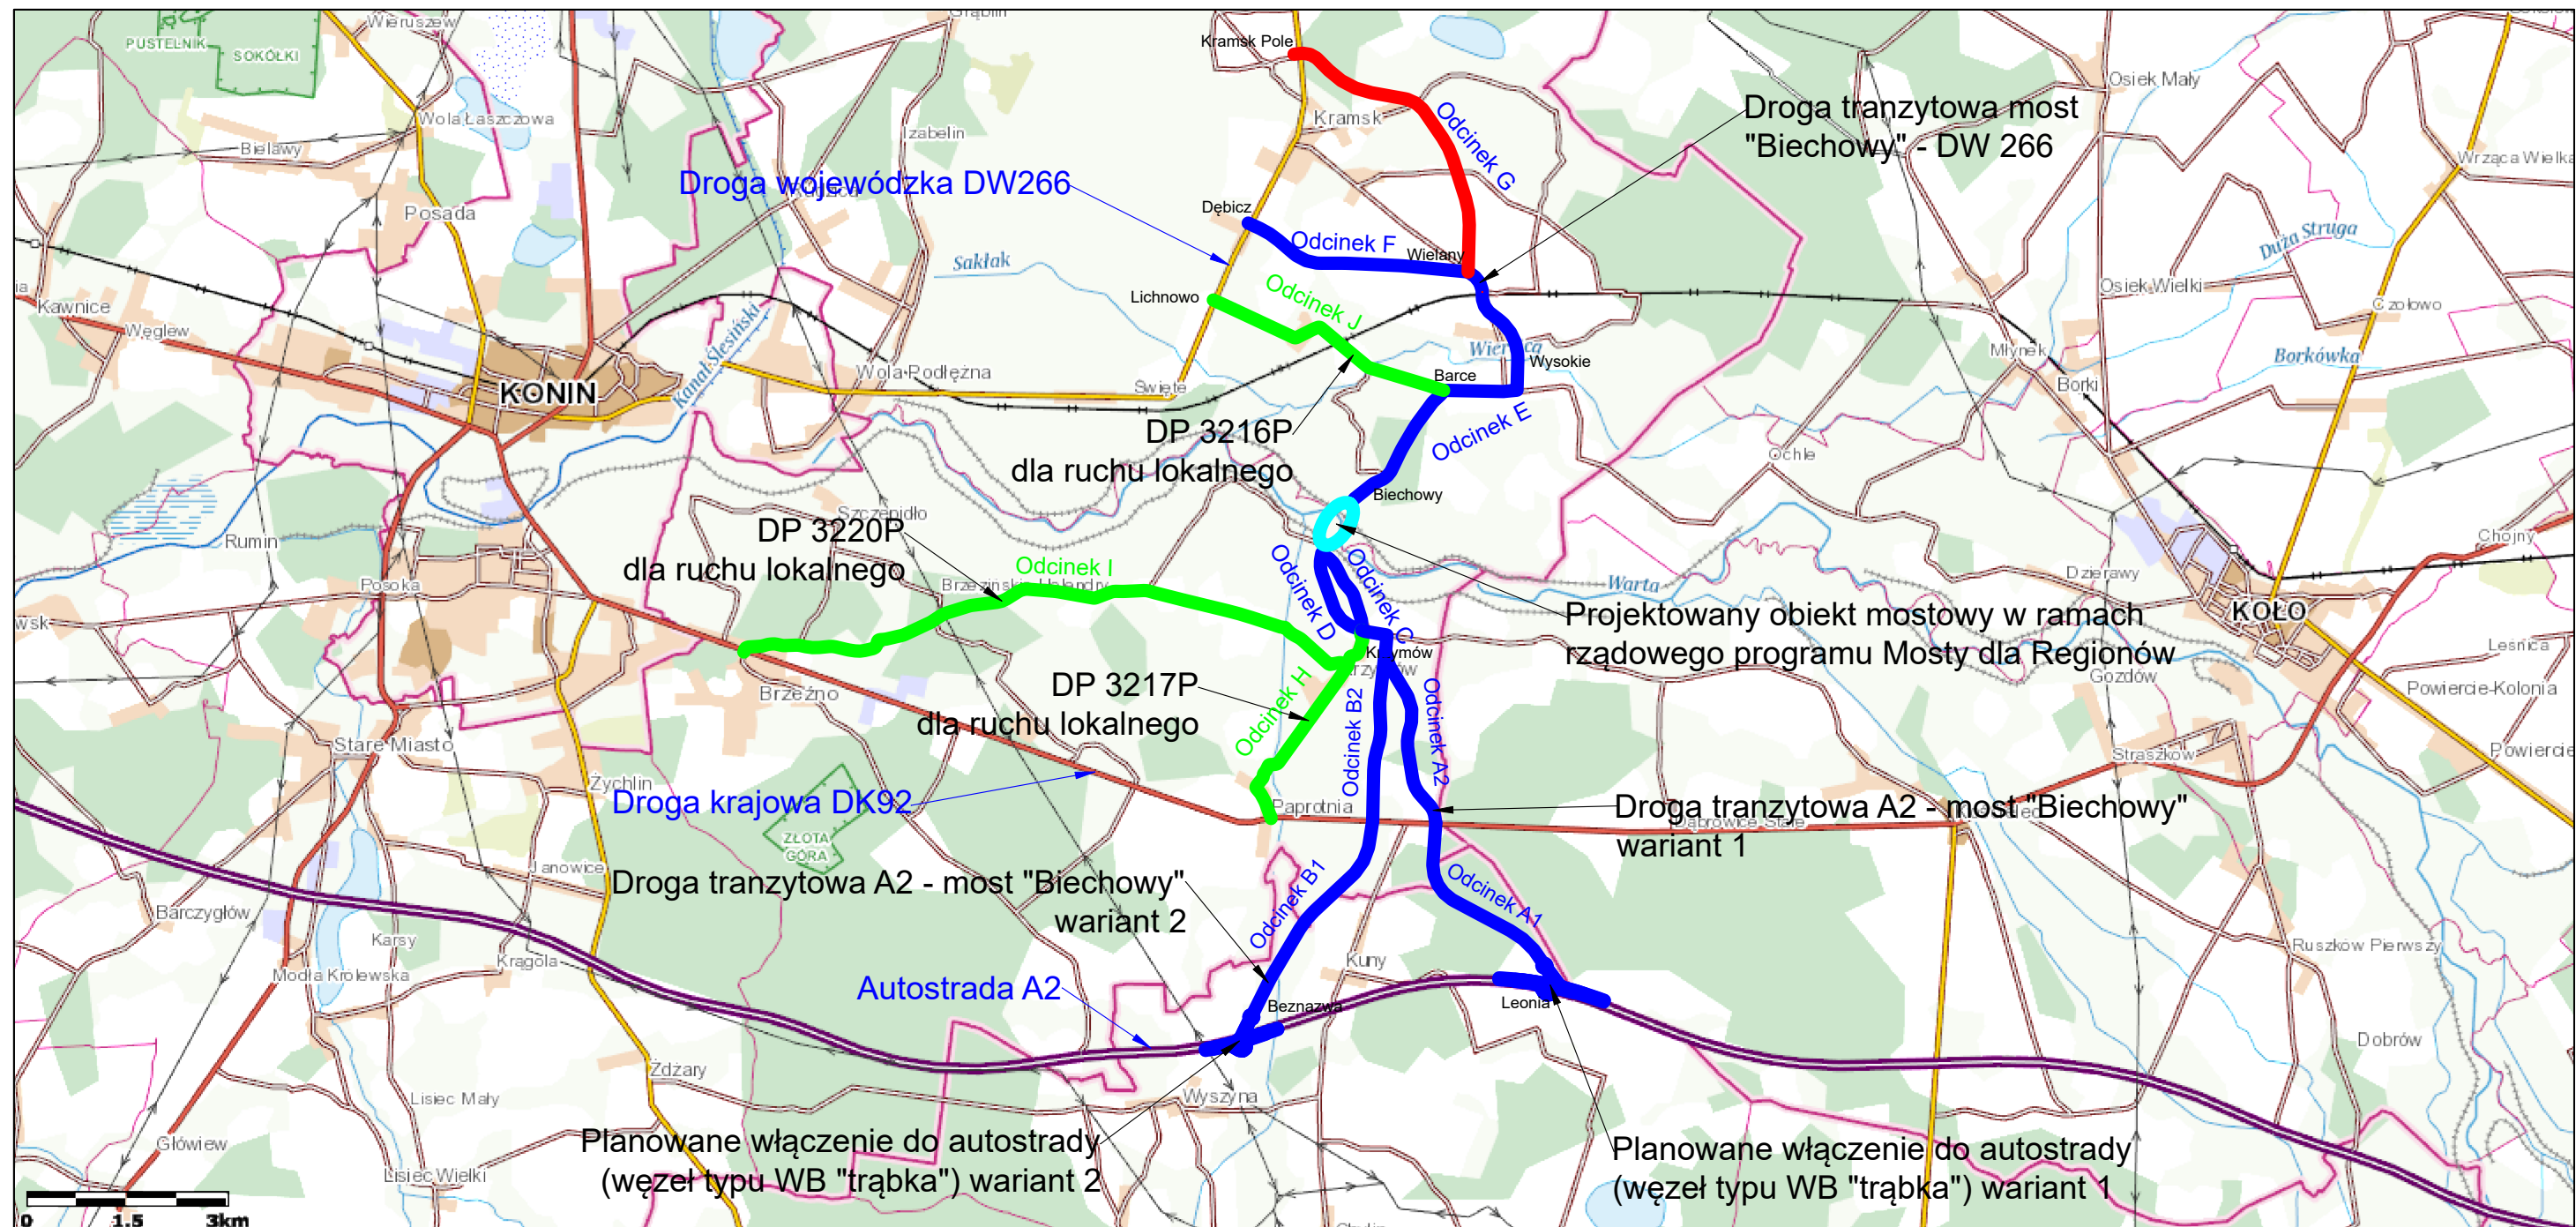 Wieruszew
Grąblin
PUSTELNIK
SOKÓŁKI
Kramsk Pole
Osiek Mały
Droga tranzytowa most
"Biechowy" - DW 266
Wola Łaszczowa
Kramsk
Odcinek G
Izabelin
Bielawy
Wrząca Wielka
Droga wojewódzka DW266
Posada
Dębicz
Duża Struga
Odcinek F
Wielany
Sakłak
Odcinek J
Osiek Wielki
Lichnowo
Kawnice
Czołowo
Węglew
Kanał Ślesiński
Wysokie
Młynek
Borkówka
Wola Podłężna
Święte
Barce
Borki
KONIN
Odcinek E
DP 3216P
dla ruchu lokalnego
Ochle
Biechowy
Szczepidło
DP 3220P
dla ruchu lokalnego
Rumin
Chojny
Odcinek I
Brzezińskie Holendry
Odcinek D
Odcinek C
Posoka
Warta
Dzierawy
Projektowany obiekt mostowy w ramach
rządowego programu Mosty dla Regionów
KOŁO
Krzymów
Leśnica
Gozdów
Powiercie-Kolonia
DP 3217P
dla ruchu lokalnego
Brzeźno
Odcinek H
Odcinek B2
Odcinek A2
Stare Miasto
Straszków
Powiercie
Żychlin
Droga krajowa DK92
Paprotnia
Droga tranzytowa A2 - most "Biechowy"
wariant 1
Dąbrowice Stare
ZŁOTA
GÓRA
Janowice
Droga tranzytowa A2 - most "Biechowy"
wariant 2
Odcinek B1
Odcinek A1
Barczygłów
Karsy
Krągola
Modła Królewska
Kuny
Ruszków Pierwszy
Autostrada A2
Beznazwa
Leonia
Dobrów
Żdżary
Wyszyna
Lisiec Mały
Główiew
Planowane włączenie do autostrady
(węzeł typu WB "trąbka") wariant 2
Planowane włączenie do autostrady
(węzeł typu WB "trąbka") wariant 1
Lisiec Wielki
0 1.5 3km